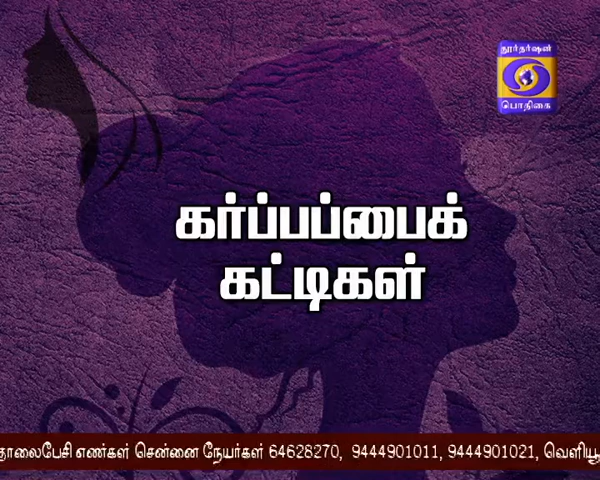 தூர்தர்ஷன்
பொதிகை
கர்ப்பப்பைக்
கட்டிகள்
தொலைபேசி எண்கள் சென்னை நேயர்கள் 64628270, 9444901011, 9444901021, வெளியூ